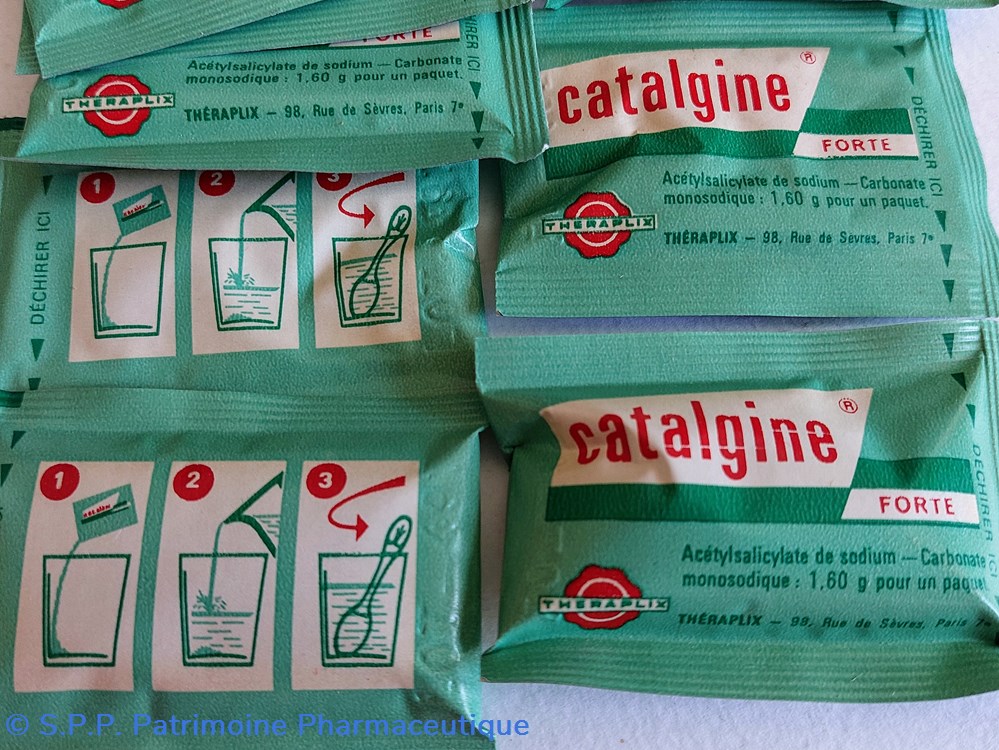 FORTE
Acétylsalicylate de sodium — Carbonate
monosodique : 1,60 g pour un paquet.
THERAPLIX
THÉRAPLIX — 98, Rue de Sèvres, Paris 7e
DÉCHIRER ICI
catalgine®
FORTE
DÉCHIRER ICI
Acétylsalicylate de sodium — Carbonate
monosodique : 1,60 g pour un paquet.
THERAPLIX
THÉRAPLIX — 98, Rue de Sèvres, Paris 7e
1 2 3
DÉCHIRER ICI
1 2 3
catalgine®
FORTE
DÉCHIRER ICI
Acétylsalicylate de sodium — Carbonate
monosodique : 1,60 g pour un paquet
THERAPLIX
THÉRAPLIX — 98, Rue de Sèvres, Paris 7e
© S.P.P. Patrimoine Pharmaceutique